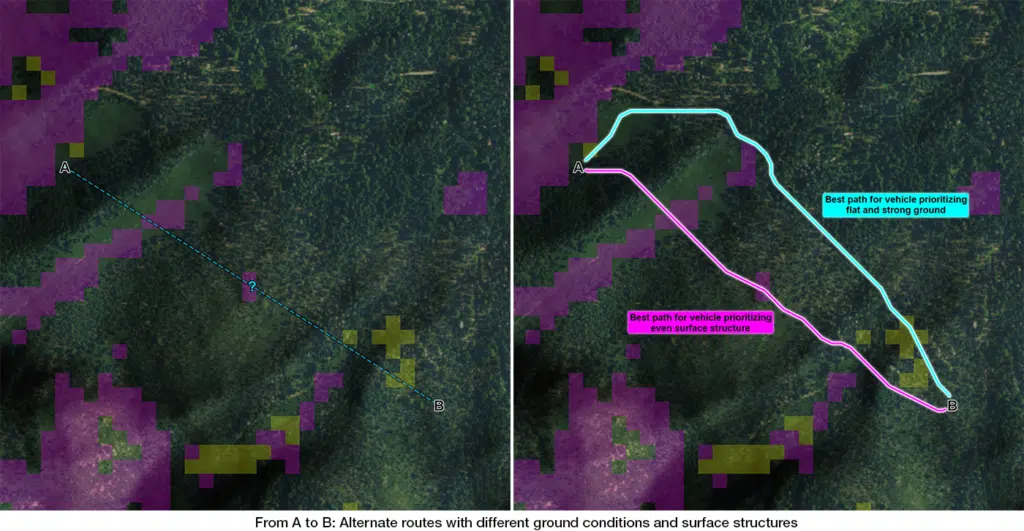 A
?
B
A
Best path for vehicle prioritizing
flat and strong ground
Best path for vehicle prioritizing
even surface structure
B
From A to B: Alternate routes with different ground conditions and surface structures